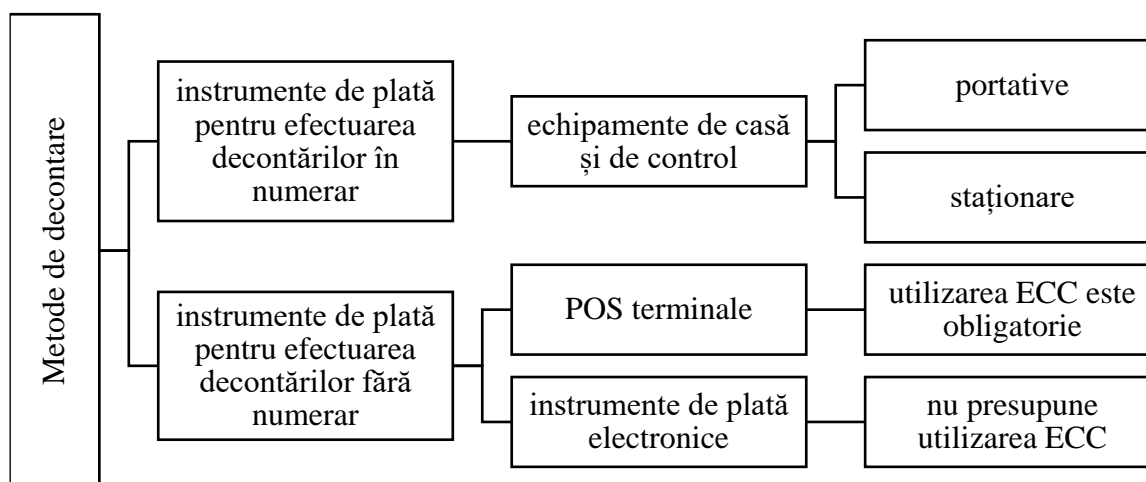 Metode de decontare
instrumente de plată
pentru efectuarea
decontărilor în
numerar
echipamente de casă
și de control
portative
staționare
instrumente de plată
pentru efectuarea
decontărilor fără
numerar
POS terminale
utilizarea ECC este
obligatorie
instrumente de plată
electronice
nu presupune
utilizarea ECC